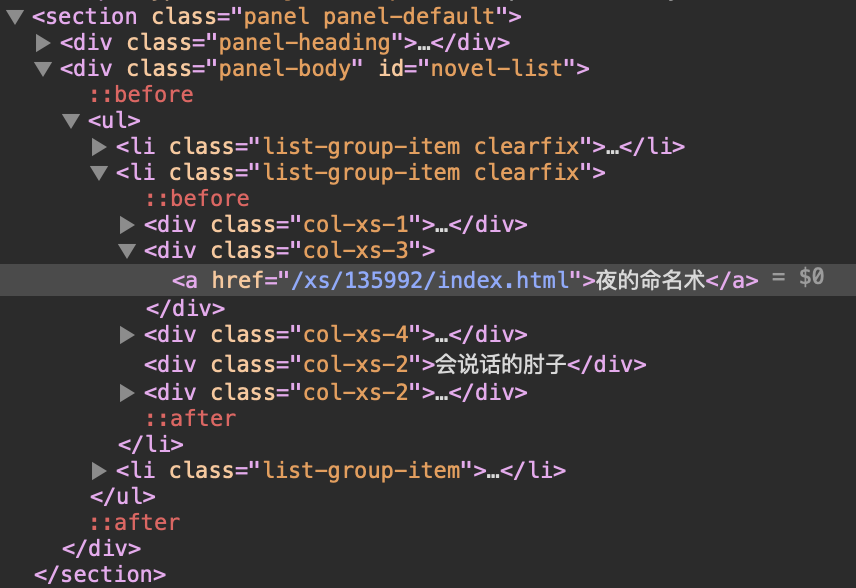 <section class="panel panel-default">
<div class="panel-heading">…</div>
<div class="panel-body" id="novel-list">
::before
<ul>
<li class="list-group-item clearfix">…</li>
<li class="list-group-item clearfix">
::before
<div class="col-xs-1">…</div>
<div class="col-xs-3">
<a href="/xs/135992/index.html">夜的命名术</a> = $0
</div>
<div class="col-xs-4">…</div>
<div class="col-xs-2">会说话的肘子</div>
<div class="col-xs-2">…</div>
::after
</li>
<li class="list-group-item">…</li>
</ul>
::after
</div>
</section>